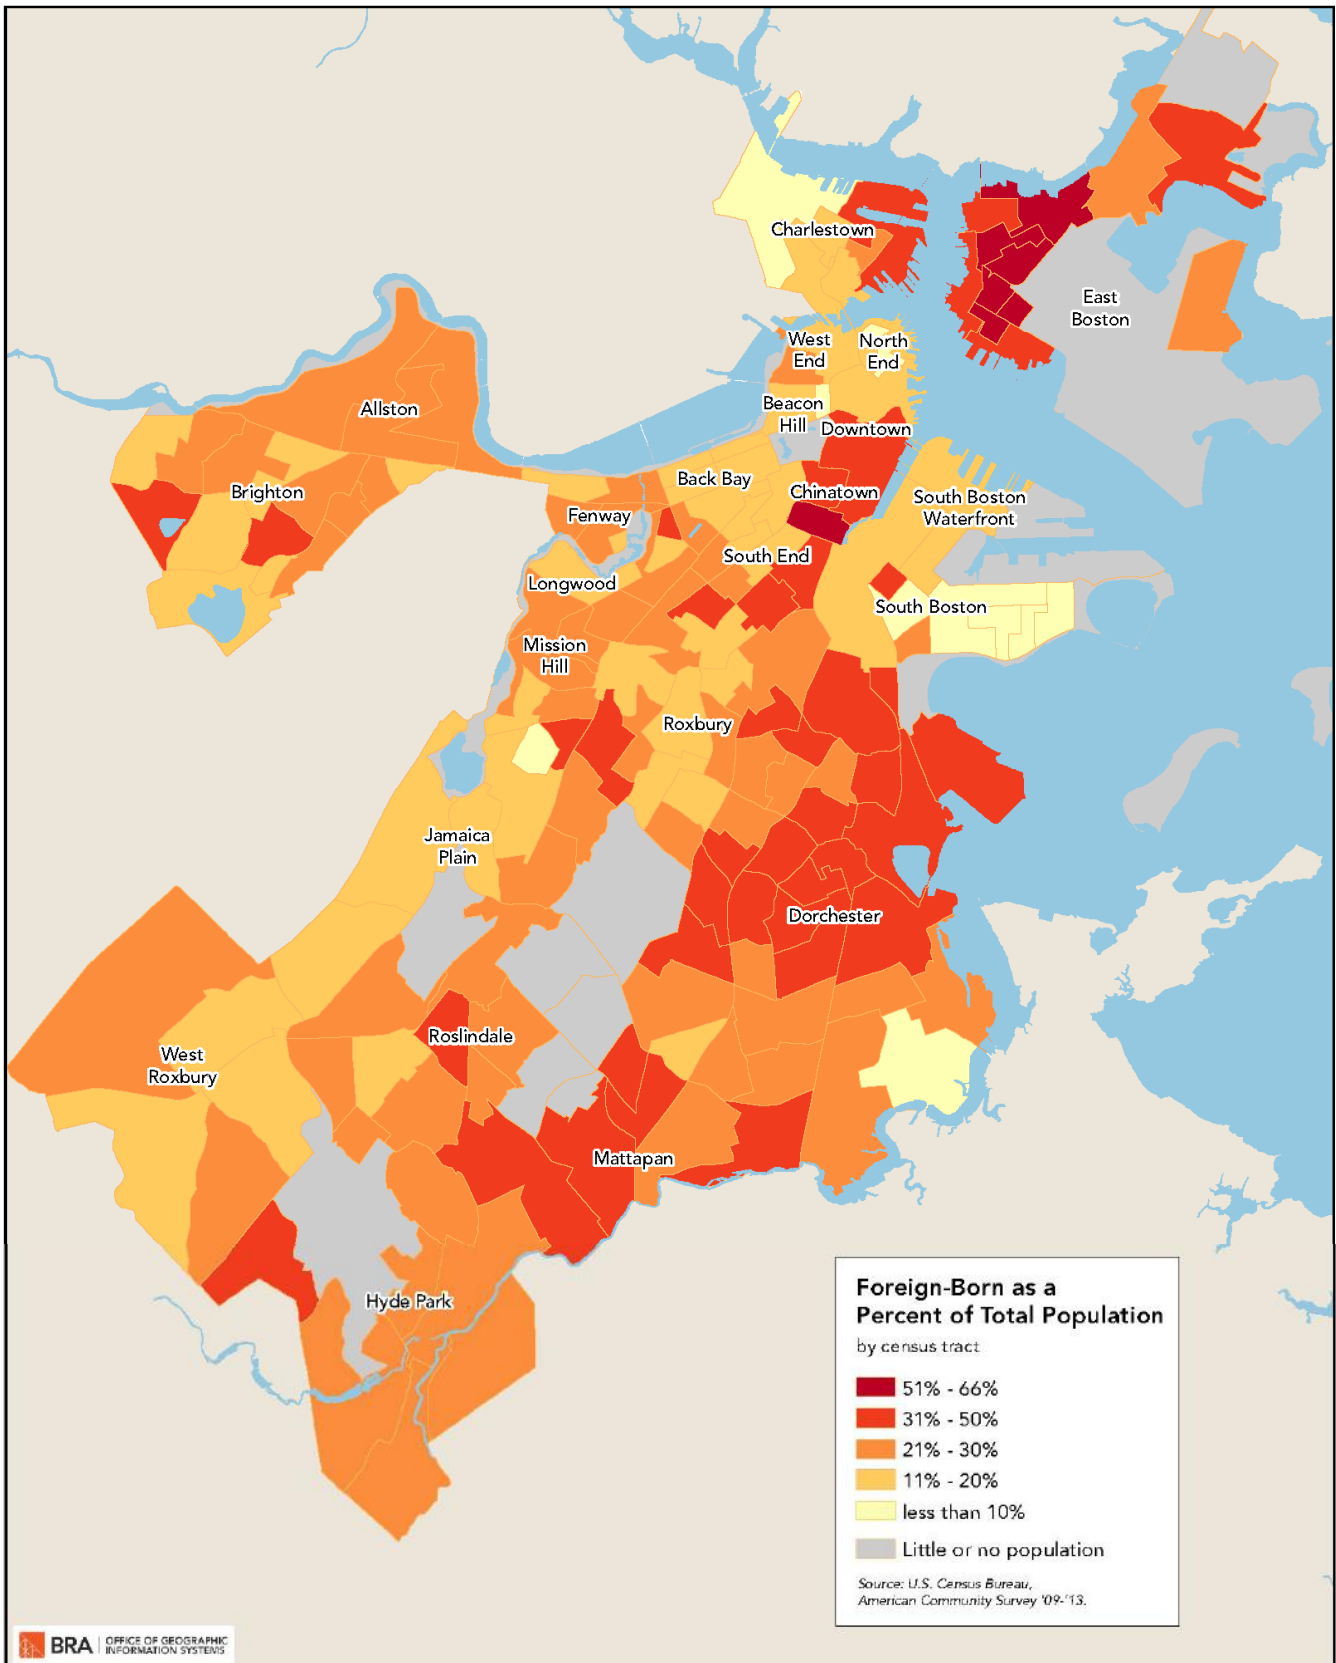 Charlestown
East
Boston
West
End
North
End
Allston
Beacon
Hill
Downtown
Back Bay
Brighton
Chinatown
South Boston
Waterfront
Fenway
South End
Longwood
South Boston
Mission
Hill
Roxbury
Jamaica
Plain
Dorchester
Roslindale
West
Roxbury
Mattapan
Hyde Park
Foreign-Born as a
Percent of Total Population
by census tract
51% - 66%
31% - 50%
21% - 30%
11% - 20%
less than 10%
Little or no population
Source: U.S. Census Bureau,
American Community Survey '09-'13.
BRA
OFFICE OF GEOGRAPHIC
INFORMATION SYSTEMS